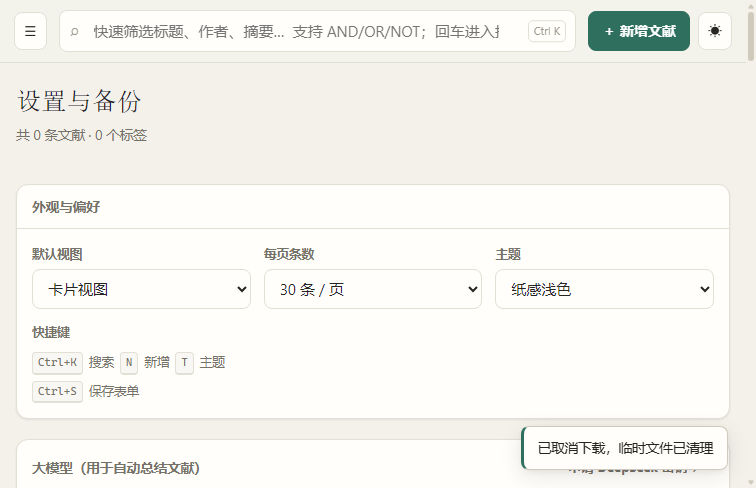 快速筛选标题、作者、摘要... 支持 AND/OR/NOT；回车进入
Ctrl K
+ 新增文献
设置与备份
共 0 条文献 · 0 个标签
外观与偏好
默认视图 每页条数 主题
卡片视图 30 条 / 页 纸感浅色
快捷键
Ctrl+K 搜索 N 新增 T 主题
Ctrl+S 保存表单
已取消下载，临时文件已清理
大模型（用于自动总结文献）